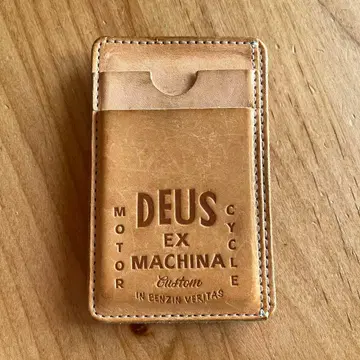 DEUS
EX
MACHINA
Custom
IN BENZIN VERITAS
MOTOR
CYCLE